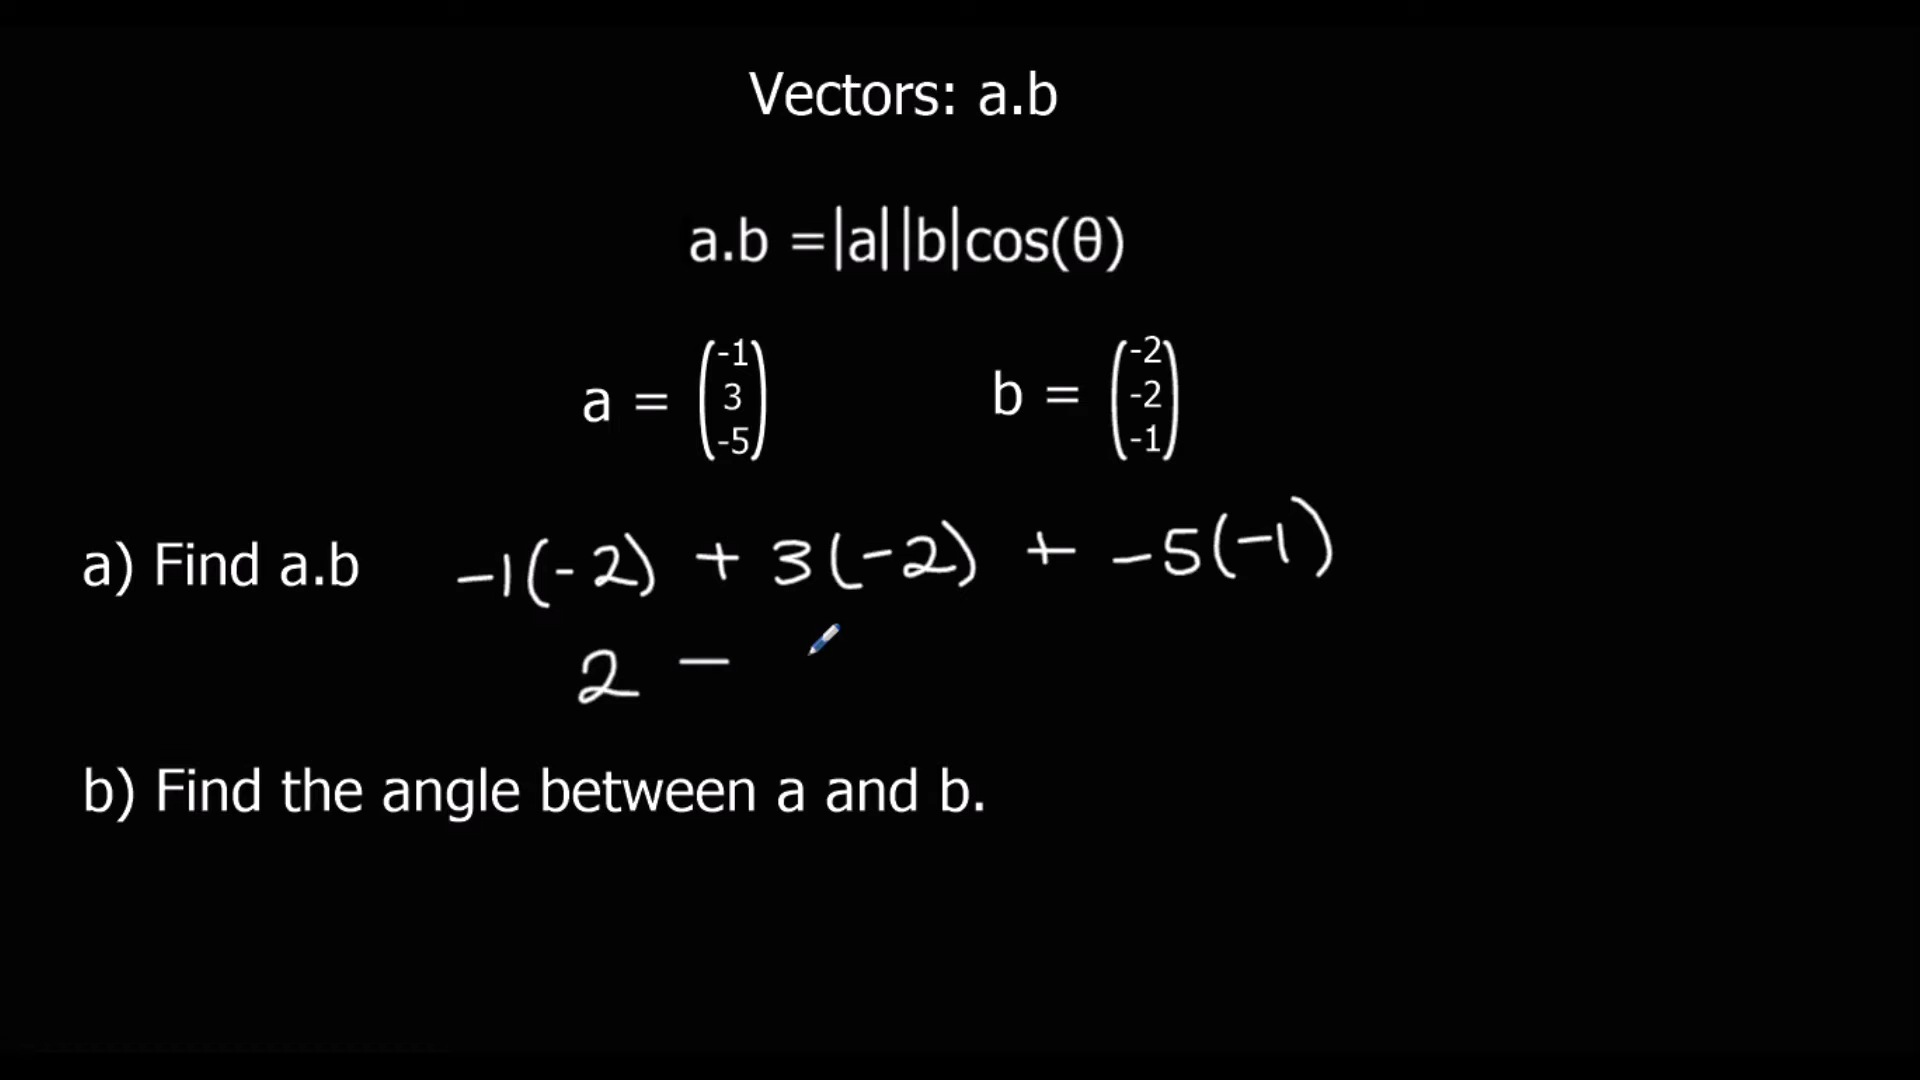 Vectors: a.b
a.b =|a||b|cos(θ)
a = (-1 3 -5) b = (-2 -2 -1)
a) Find a.b -1(-2) + 3(-2) + -5(-1)
2 -
b) Find the angle between a and b.